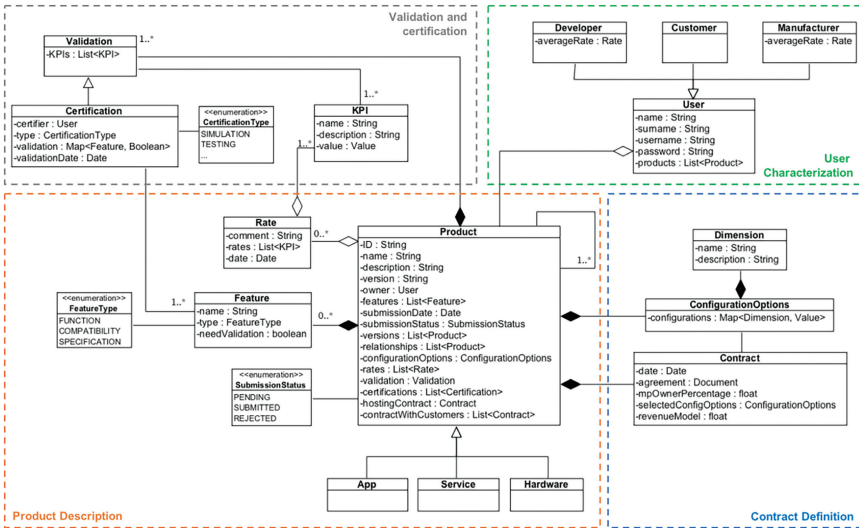 Validation and
certification
Validation
-KPIs : List<KPI>
1..*
1..*
Certification
-certifier : User
-type : CertificationType
-validation : Map<Feature, Boolean>
-validationDate : Date
<<enumeration>>
CertificationType
SIMULATION
TESTING
...
KPI
-name : String
-description : String
-value : Value
1..*
Developer
-averageRate : Rate
Customer
Manufacturer
-averageRate : Rate
User
-name : String
-surname : String
-username : String
-password : String
-products : List<Product>
User
Characterization
Rate
-comment : String
-rates : List<KPI>
-date : Date
0..*
Product
-ID : String
-name : String
-description : String
-version : String
-owner : User
-features : List<Feature>
-submissionDate : Date
-submissionStatus : SubmissionStatus
-versions : List<Product>
-relationships : List<Product>
-configurationOptions : ConfigurationOptions
-rates : List<Rate>
-validation : Validation
-certifications : List<Certification>
-hostingContract : Contract
-contractWithCustomers : List<Contract>
1..*
<<enumeration>>
FeatureType
FUNCTION
COMPATIBILITY
SPECIFICATION
1..*
Feature
-name : String
-type : FeatureType
-needValidation : boolean
0..*
<<enumeration>>
SubmissionStatus
PENDING
SUBMITTED
REJECTED
App
Service
Hardware
Product Description
Dimension
-name : String
-description : String
ConfigurationOptions
-configurations : Map<Dimension, Value>
Contract
-date : Date
-agreement : Document
-mpOwnerPercentage : float
-selectedConfigOptions : ConfigurationOptions
-revenueModel : float
Contract Definition